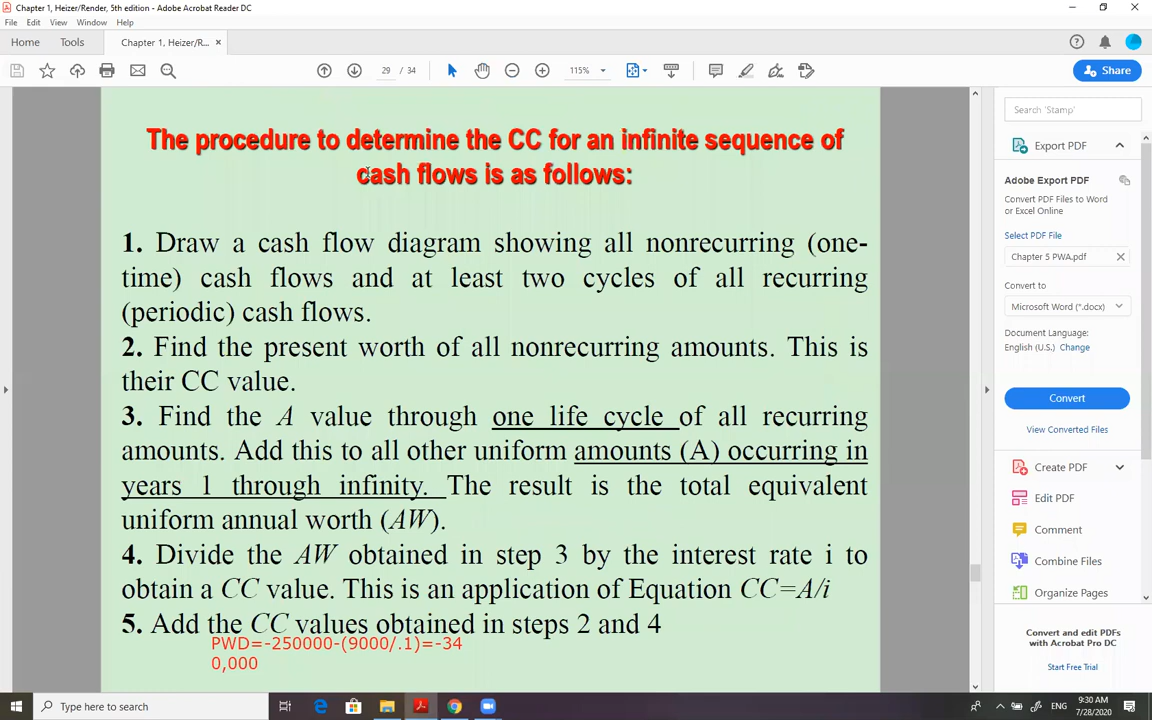 Chapter 1, Heizer/Render, 5th edition - Adobe Acrobat Reader DC
File Edit View Window Help
Home Tools Chapter 1, Heizer/R... ×
29 / 34 115% Share
The procedure to determine the CC for an infinite sequence of
cash flows is as follows:
1. Draw a cash flow diagram showing all nonrecurring (one-
time) cash flows and at least two cycles of all recurring
(periodic) cash flows.
2. Find the present worth of all nonrecurring amounts. This is
their CC value.
3. Find the A value through one life cycle of all recurring
amounts. Add this to all other uniform amounts (A) occurring in
years 1 through infinity. The result is the total equivalent
uniform annual worth (AW).
4. Divide the AW obtained in step 3 by the interest rate i to
obtain a CC value. This is an application of Equation CC=A/i
5. Add the CC values obtained in steps 2 and 4
PWD=-250000-(9000/.1)=-34
0,000
Search 'Stamp'
Export PDF
Adobe Export PDF
Convert PDF Files to Word
or Excel Online
Select PDF File
Chapter 5 PWA.pdf
Convert to
Microsoft Word (*.docx)
Document Language:
English (U.S.) Change
Convert
View Converted Files
Create PDF
Edit PDF
Comment
Combine Files
Organize Pages
Convert and edit PDFs
with Acrobat Pro DC
Start Free Trial
Type here to search
ENG
9:30 AM
7/28/2020